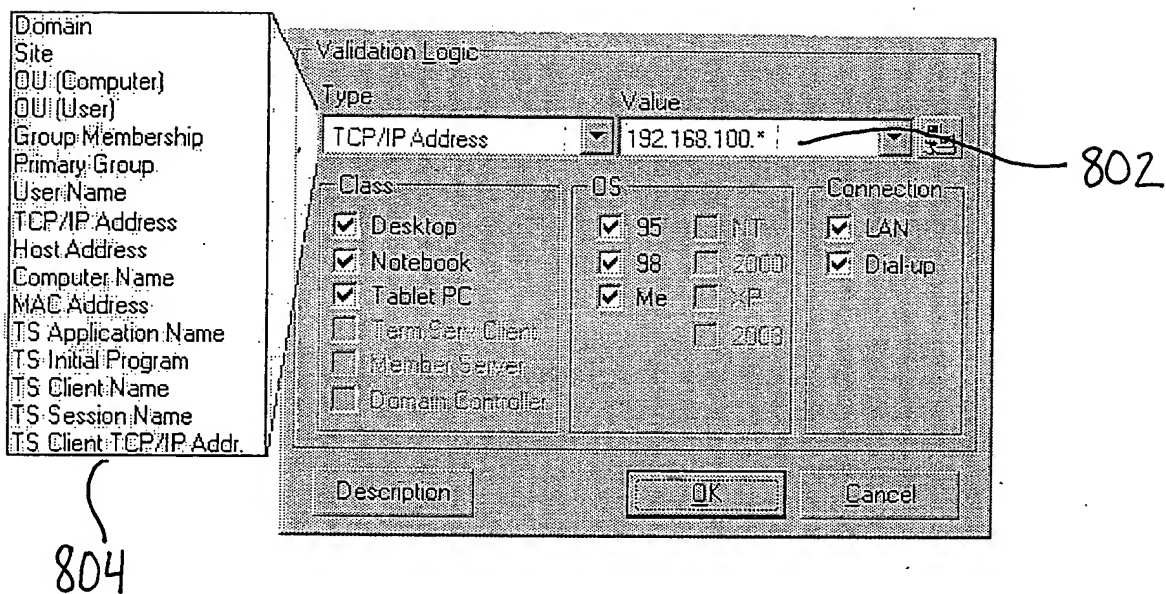 Domain
Site
OU (Computer)
OU (User)
Group Membership
Primary Group
User Name
TCP/IP Address
Host Address
Computer Name
MAC Address
TS Application Name
TS Initial Program
TS Client Name
TS Session Name
TS Client TCP/IP Addr.
804
Validation Logic
Type Value
TCP/IP Address 192.168.100.*
802
Class OS Connection
Desktop 95 NT LAN
Notebook 98 2000 Dial-up
Tablet PC Me XP
Term Serv Client 2003
Member Server
Domain Controller
Description OK Cancel